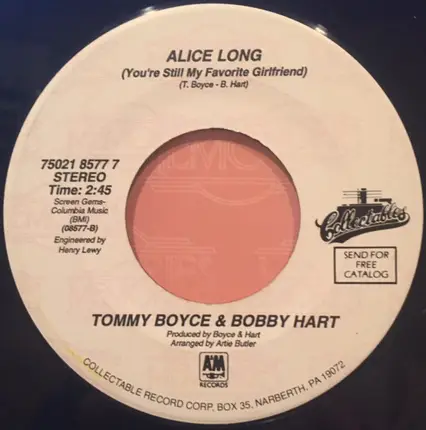 ALICE LONG
(You're Still My Favorite Girlfriend)
(T. Boyce - B. Hart)
75021 8577 7
STEREO
Time: 2:45
Screen Gems-
Columbia Music
(BMI)
(08577-B)
Engineered by
Henry Lewy
Collectables
SEND FOR
FREE
CATALOG
TOMMY BOYCE & BOBBY HART
Produced by Boyce & Hart
Arranged by Artie Butler
A&M
RECORDS
COLLECTABLE RECORD CORP, BOX 35, NARBERTH, PA 19072